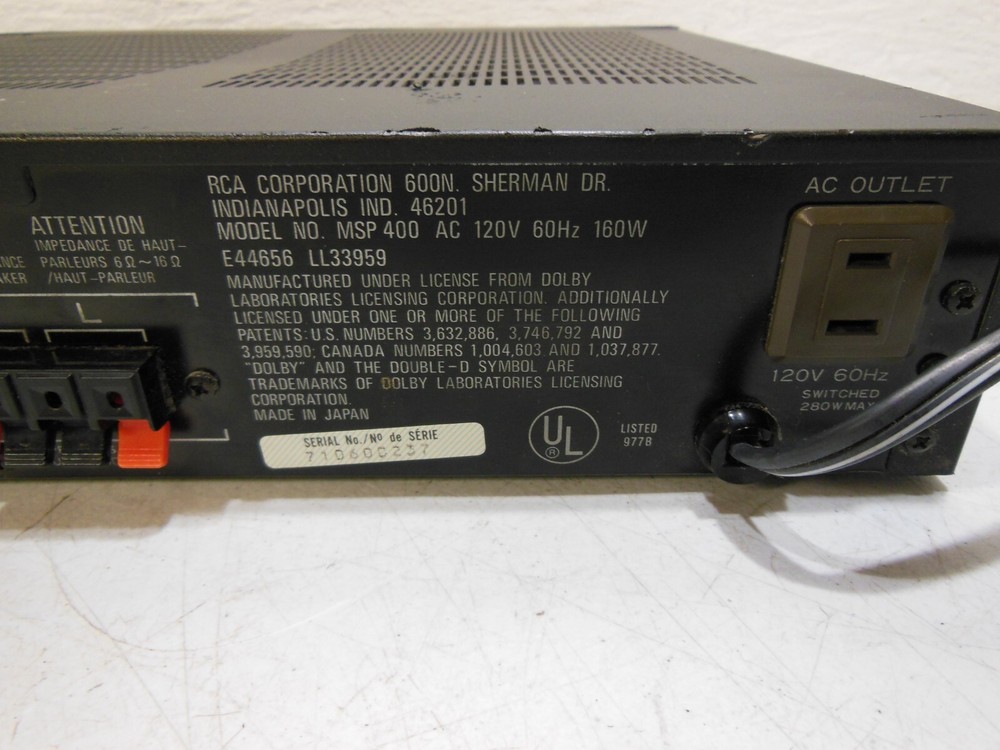 RCA CORPORATION 600N. SHERMAN DR.
INDIANAPOLIS IND. 46201
MODEL NO. MSP 400 AC 120V 60Hz 160W
E44656 LL33959
MANUFACTURED UNDER LICENSE FROM DOLBY
LABORATORIES LICENSING CORPORATION. ADDITIONALLY
LICENSED UNDER ONE OR MORE OF THE FOLLOWING
PATENTS: U.S. NUMBERS 3,632,886, 3,746,792 AND
3,959,590; CANADA NUMBERS 1,004,603 AND 1,037,877.
"DOLBY" AND THE DOUBLE-D SYMBOL ARE
TRADEMARKS OF DOLBY LABORATORIES LICENSING
CORPORATION.
MADE IN JAPAN
SERIAL No./Nº de SÉRIE
ATTENTION
IMPEDANCE DE HAUT-
PARLEURS 6Ω~16Ω
/HAUT-PARLEUR
L
UL
®
LISTED
977B
AC OUTLET
120V 60Hz
SWITCHED
280W MAX